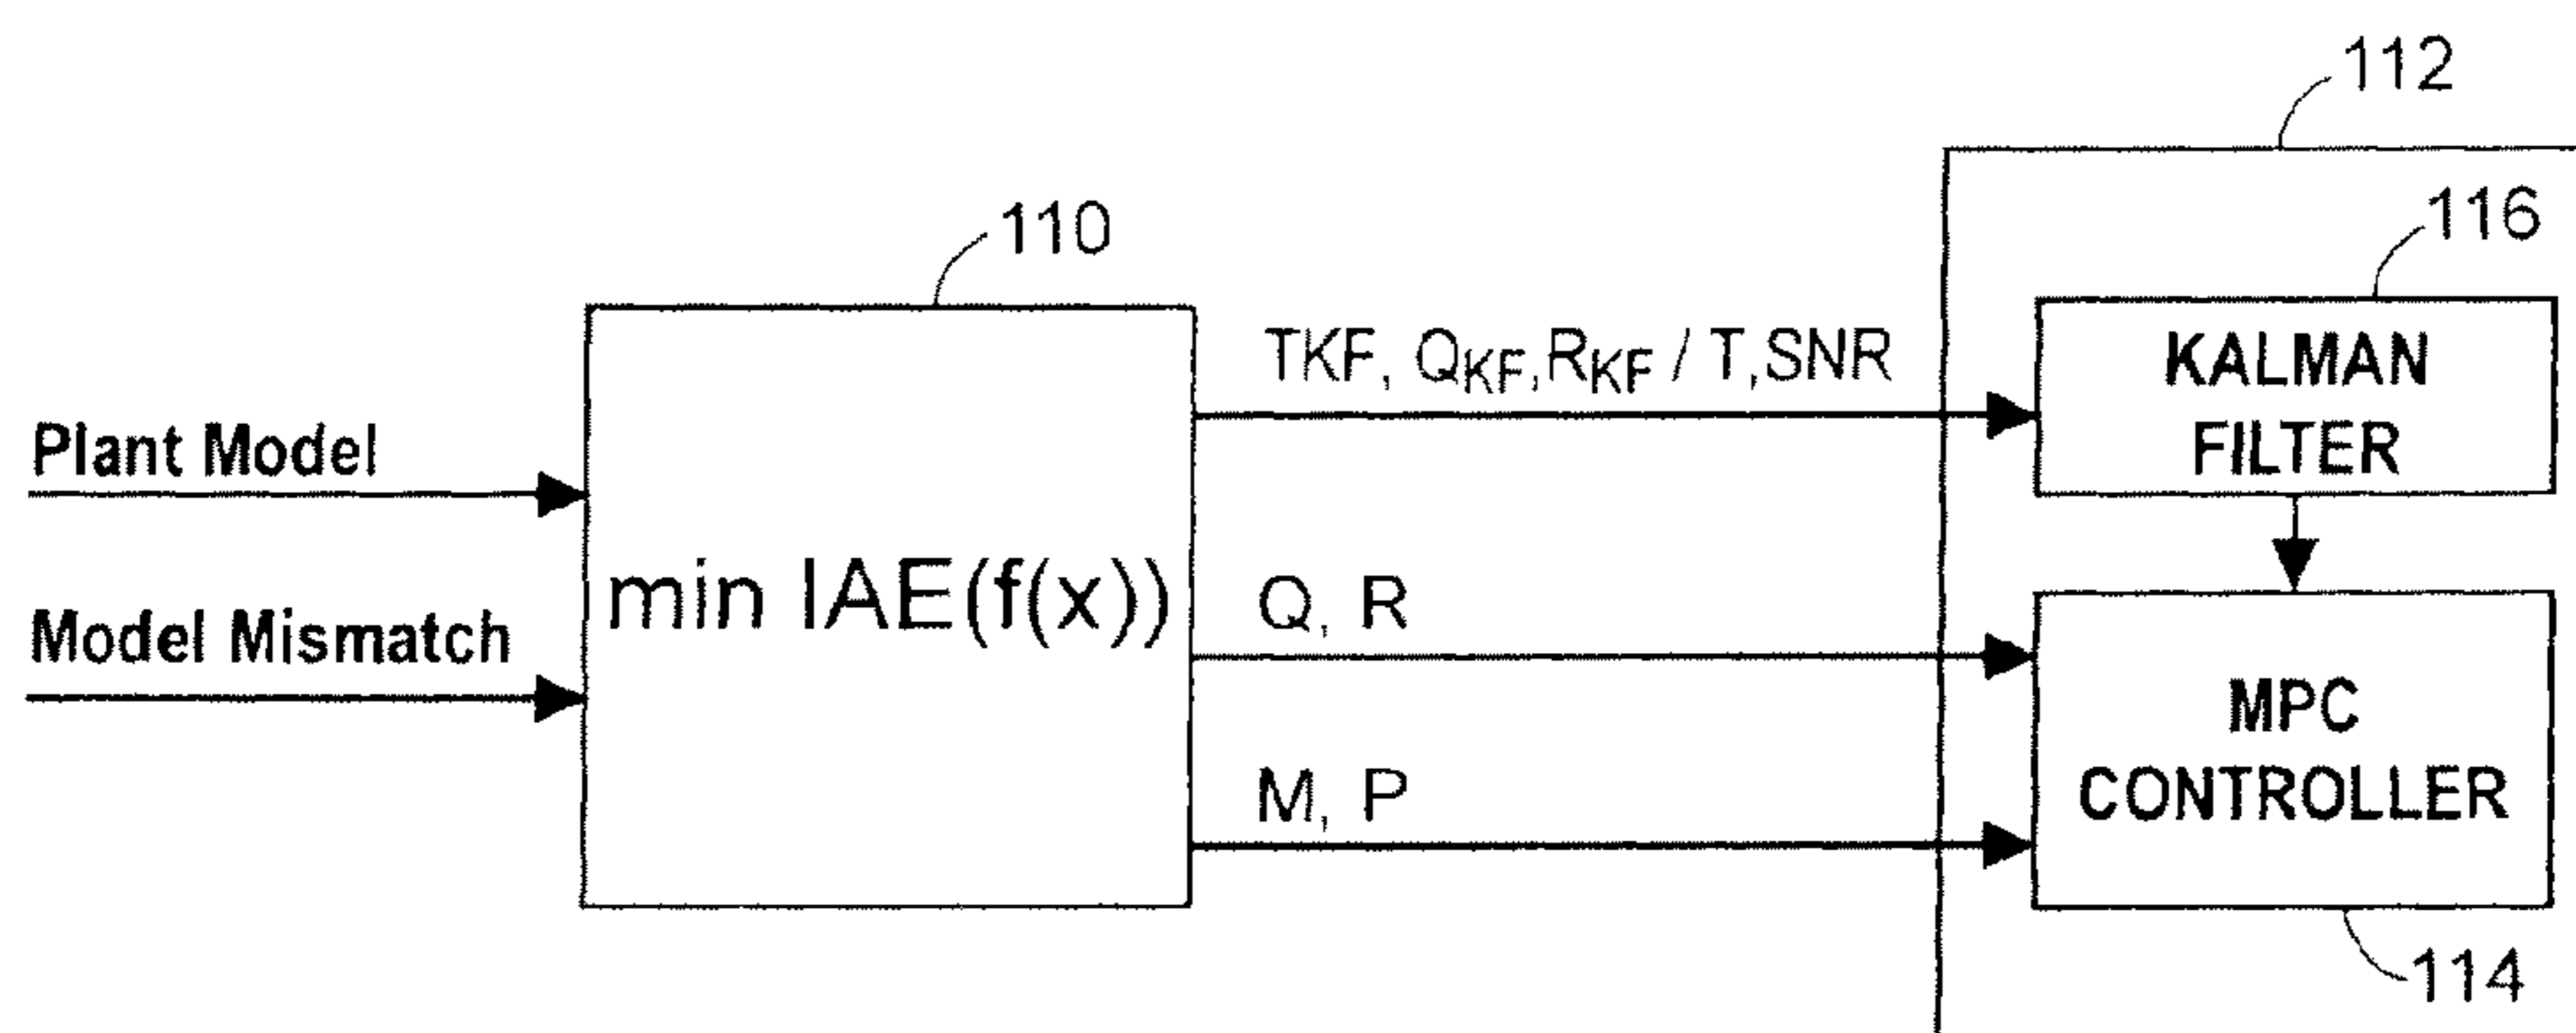 112
116
110
TKF, QKF,RKF / T,SNR
KALMAN
FILTER
Plant Model
min IAE(f(x))
Q, R
Model Mismatch
MPC
CONTROLLER
M, P
114